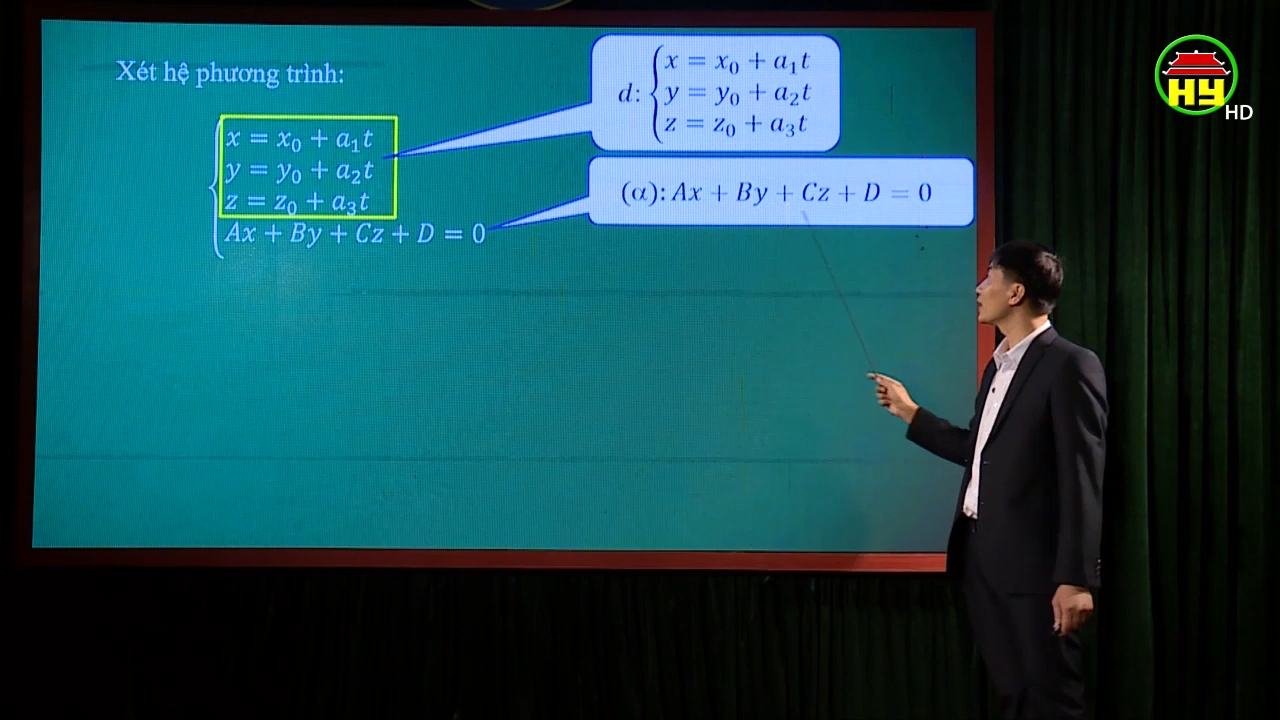 Xét hệ phương trình:
x = x₀ + a₁t
y = y₀ + a₂t
z = z₀ + a₃t
Ax + By + Cz + D = 0
d: { x = x₀ + a₁t
y = y₀ + a₂t
z = z₀ + a₃t
(α): Ax + By + Cz + D = 0
HY
HD